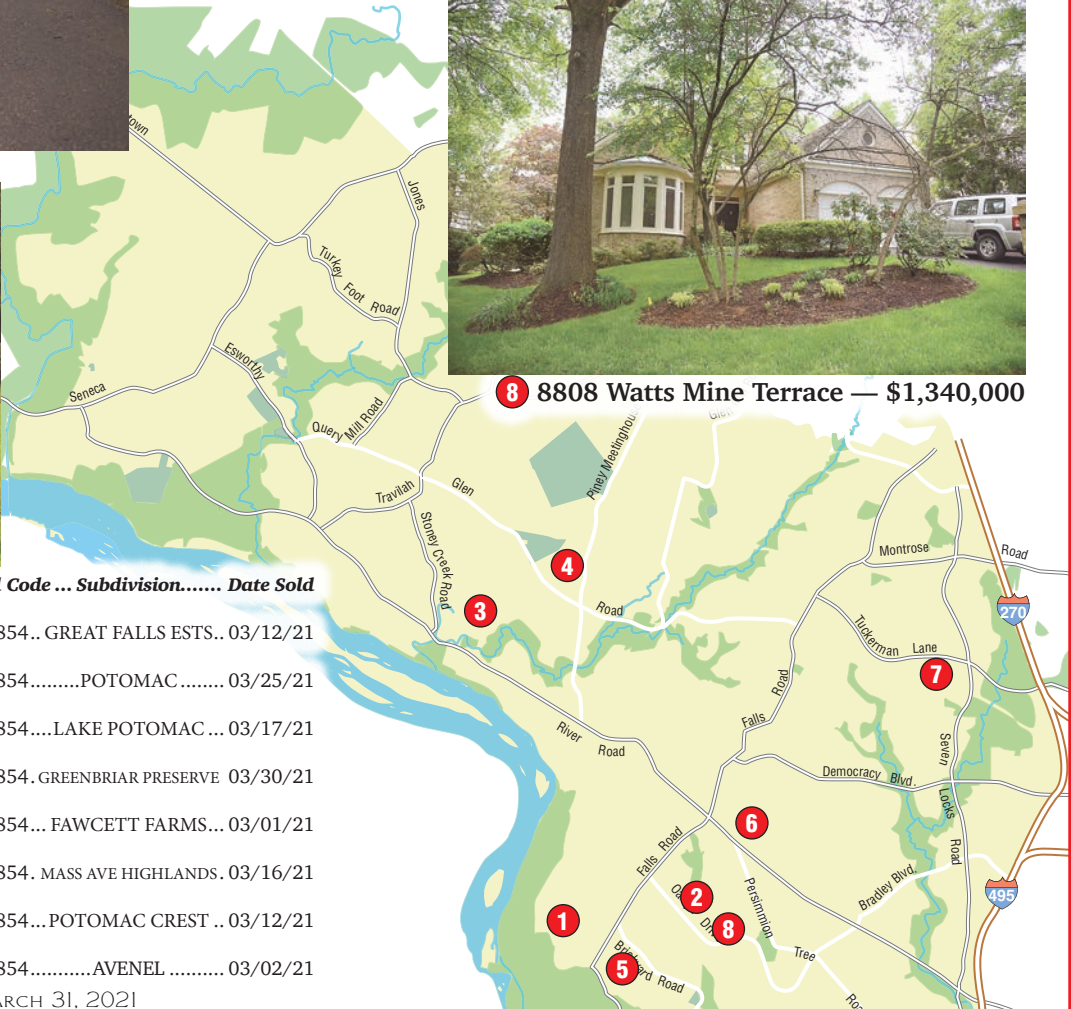 town
Jones
Turkey Foot Road
Esworthy
Seneca
Query Mill Road
8 8808 Watts Mine Terrace — $1,340,000
Piney Meetinghou
Travilah
Glen
Stoney Creek Road
4
3
Road
Montrose
Road
270
Tuckerman Lane
7
Code ... Subdivision....... Date Sold
854.. GREAT FALLS ESTS.. 03/12/21
854.........POTOMAC ........ 03/25/21
854....LAKE POTOMAC ... 03/17/21
854. GREENBRIAR PRESERVE 03/30/21
854... FAWCETT FARMS... 03/01/21
854. MASS AVE HIGHLANDS. 03/16/21
854...POTOMAC CREST .. 03/12/21
854...........AVENEL .......... 03/02/21
ARCH 31, 2021
River Road
Falls Road
Democracy Blvd.
Seven Locks Road
6
Falls Road
2
8
Persimmion Tree
Bradley Blvd.
495
1
5
Brickyard Road